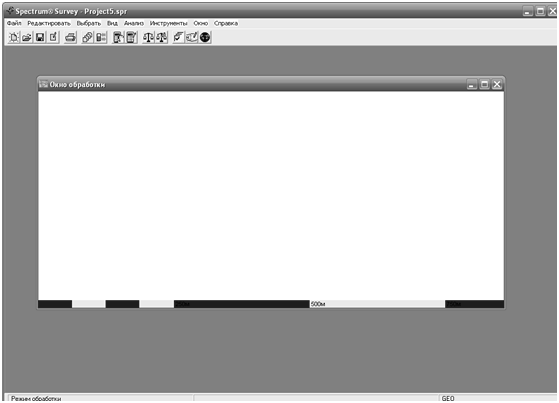 Spectrum® Survey - Project5.spr
Файл Редактировать Выбрать Вид Анализ Инструменты Окно Справка
Окно обработки
500м
Режим обработки GEO